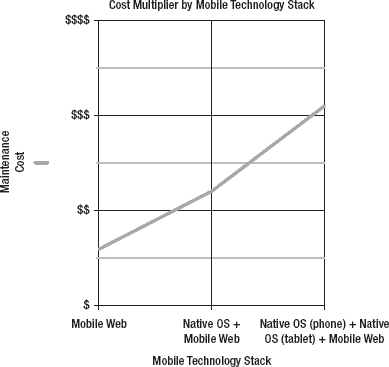 Cost Multiplier by Mobile Technology Stack
$$$$
$$$
$$
$
Maintenance
Cost
Mobile Web
Native OS +
Mobile Web
Native OS (phone) + Native
OS (tablet) + Mobile Web
Mobile Technology Stack